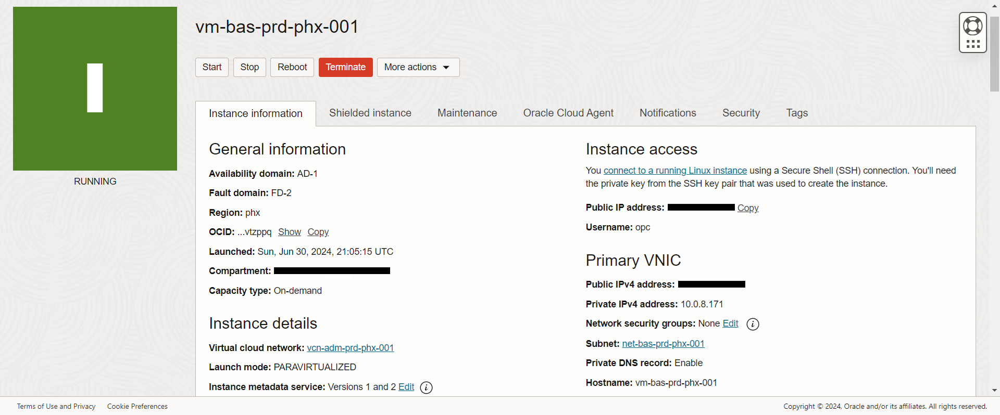 vm-bas-prd-phx-001
Start Stop Reboot Terminate More actions
RUNNING
Instance information Shielded instance Maintenance Oracle Cloud Agent Notifications Security Tags
General information
Availability domain: AD-1
Fault domain: FD-2
Region: phx
OCID: ...vtzppq Show Copy
Launched: Sun, Jun 30, 2024, 21:05:15 UTC
Compartment:
Capacity type: On-demand
Instance details
Virtual cloud network: vcn-adm-prd-phx-001
Launch mode: PARAVIRTUALIZED
Instance metadata service: Versions 1 and 2 Edit i
Instance access
You connect to a running Linux instance using a Secure Shell (SSH) connection. You'll need
the private key from the SSH key pair that was used to create the instance.
Public IP address: Copy
Username: opc
Primary VNIC
Public IPv4 address:
Private IPv4 address: 10.0.8.171
Network security groups: None Edit i
Subnet: net-bas-prd-phx-001
Private DNS record: Enable
Hostname: vm-bas-prd-phx-001
Terms of Use and Privacy Cookie Preferences
Copyright © 2024, Oracle and/or its affiliates. All rights reserved.